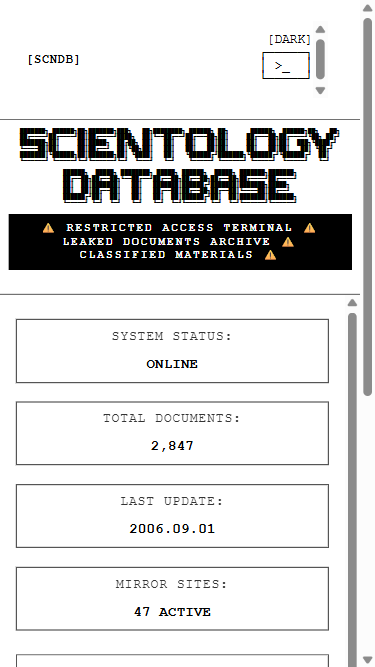 [SCNDB]
[DARK]
>_
SCIENTOLOGY
DATABASE
⚠ RESTRICTED ACCESS TERMINAL ⚠
LEAKED DOCUMENTS ARCHIVE ⚠
CLASSIFIED MATERIALS ⚠
SYSTEM STATUS:
ONLINE
TOTAL DOCUMENTS:
2,847
LAST UPDATE:
2006.09.01
MIRROR SITES:
47 ACTIVE